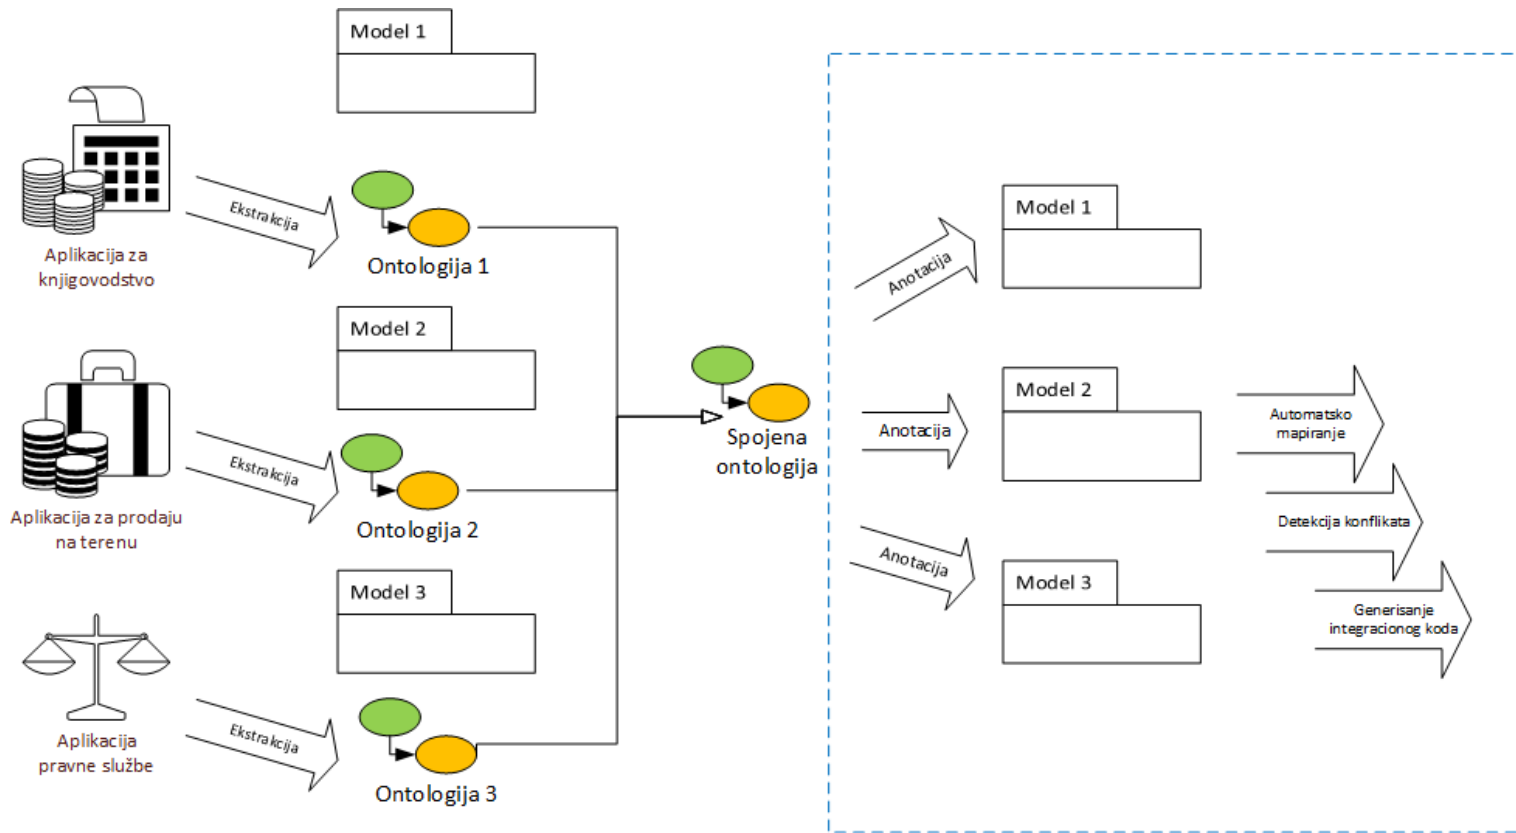 Model 1
Ekstrakcija
Aplikacija za
knjigovodstvo
Ontologija 1
Model 2
Ekstrakcija
Aplikacija za prodaju
na terenu
Ontologija 2
Model 3
Ekstrakcija
Aplikacija
pravne službe
Ontologija 3
Spojena
ontologija
Anotacija
Model 1
Anotacija
Model 2
Anotacija
Model 3
Automatsko
mapiranje
Detekcija konflikata
Generisanje
integracionog koda